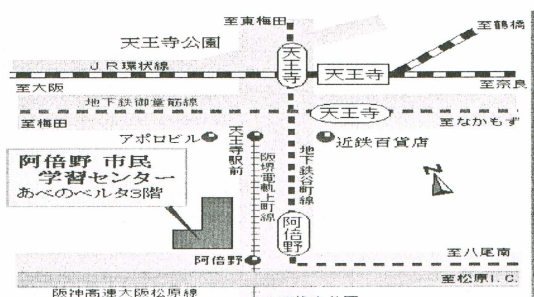 至東梅田
至鶴橋
天王寺公園
天王寺
天王寺
JR環状線
至大阪
至奈良
地下鉄御堂筋線
天王寺
至梅田
至なかもず
アポロビル
天王寺駅前
近鉄百貨店
阿倍野 市民
学習センター
あべのベルタ3階
阪堺電軌上町線
地下鉄谷町線
N
阿倍野
阿倍野
至八尾南
至松原I.C.
阪神高速大阪松原線